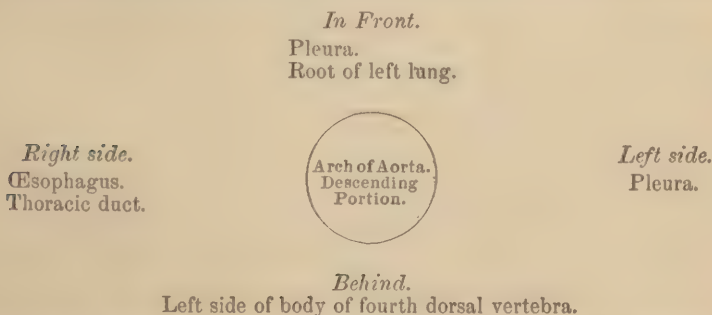 In Front.
Pleura.
Root of left lung.
Right side.
Œsophagus.
Thoracic duct.
Arch of Aorta.
Descending
Portion.
Left side.
Pleura.
Behind.
Left side of body of fourth dorsal vertebra.